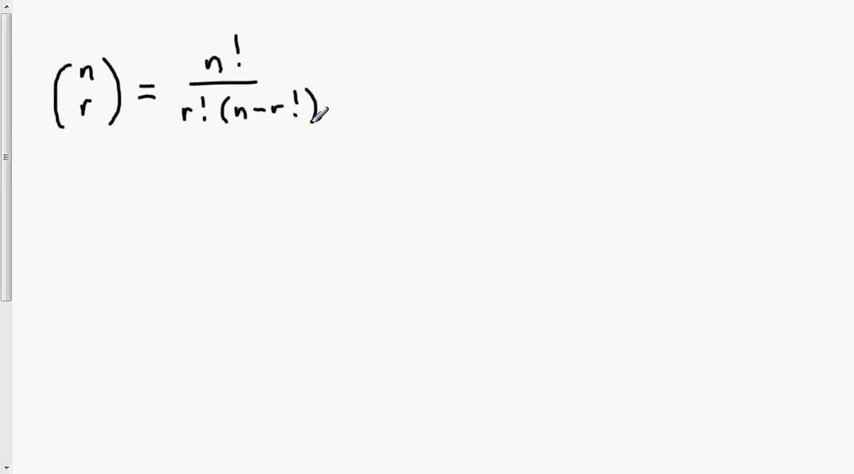 (n r) = n! / r!(n-r!)